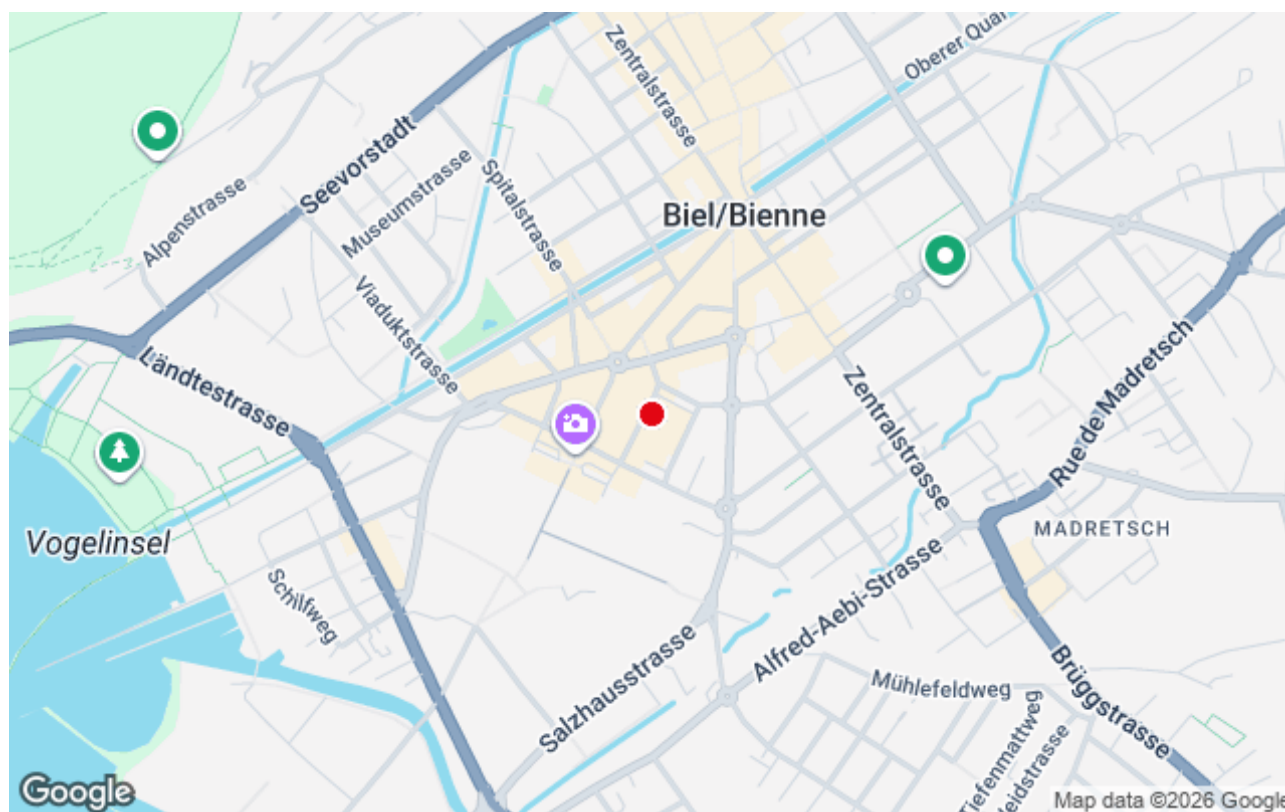 Zentralstrasse
Oberer Quai
Seevorstadt
Museumstrasse
Spitalstrasse
Alpenstrasse
Biel/Bienne
Viaduktstrasse
Ländtestrasse
Zentralstrasse
Rue de Madretsch
Vogelinsel
MADRETSCH
Schilfweg
Alfred-Aebi-Strasse
Salzhausstrasse
Mühlefeldweg
Brüggstrasse
Tiefenmattweg
Google
Map data ©2026 Google